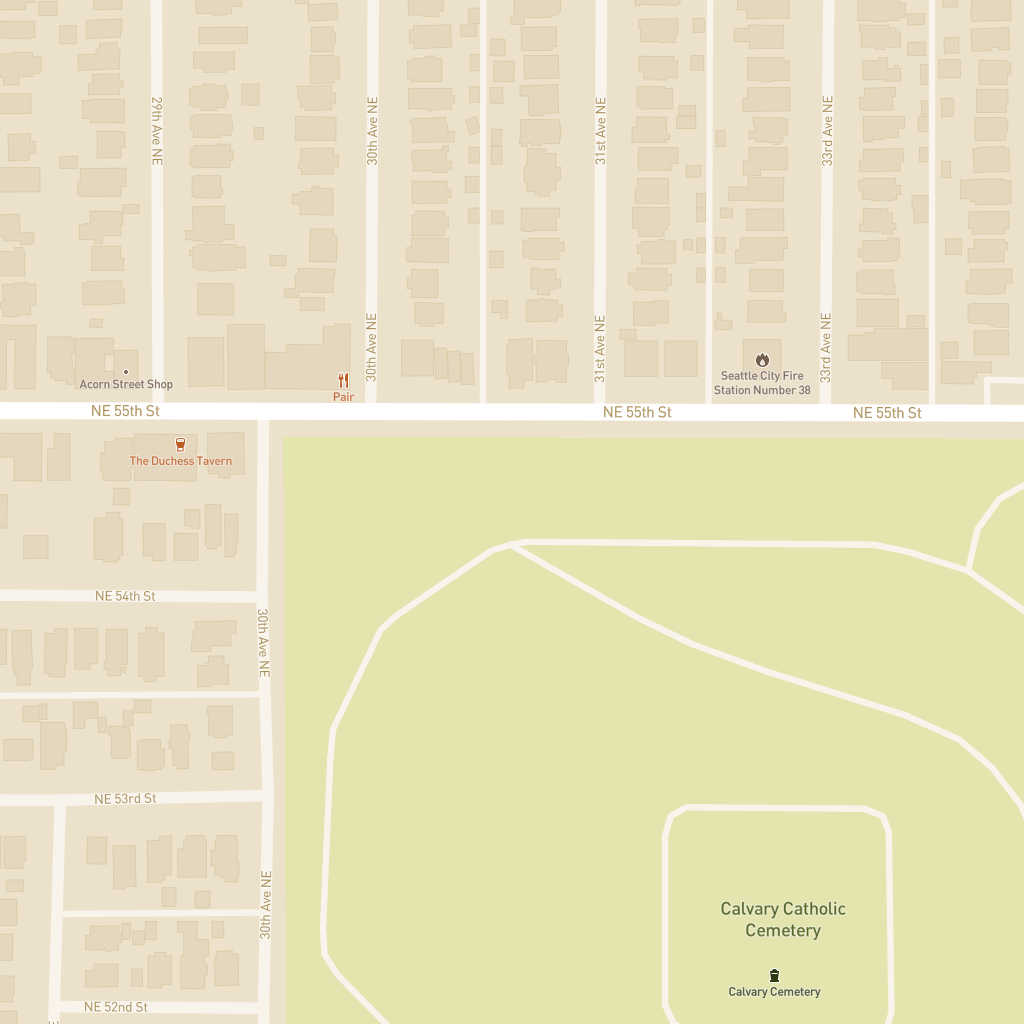 29th Ave NE
30th Ave NE
31st Ave NE
33rd Ave NE
30th Ave NE
31st Ave NE
33rd Ave NE
Acorn Street Shop
Pair
Seattle City Fire
Station Number 38
NE 55th St
NE 55th St
NE 55th St
The Duchess Tavern
NE 54th St
30th Ave NE
NE 53rd St
30th Ave NE
Calvary Catholic
Cemetery
Calvary Cemetery
NE 52nd St